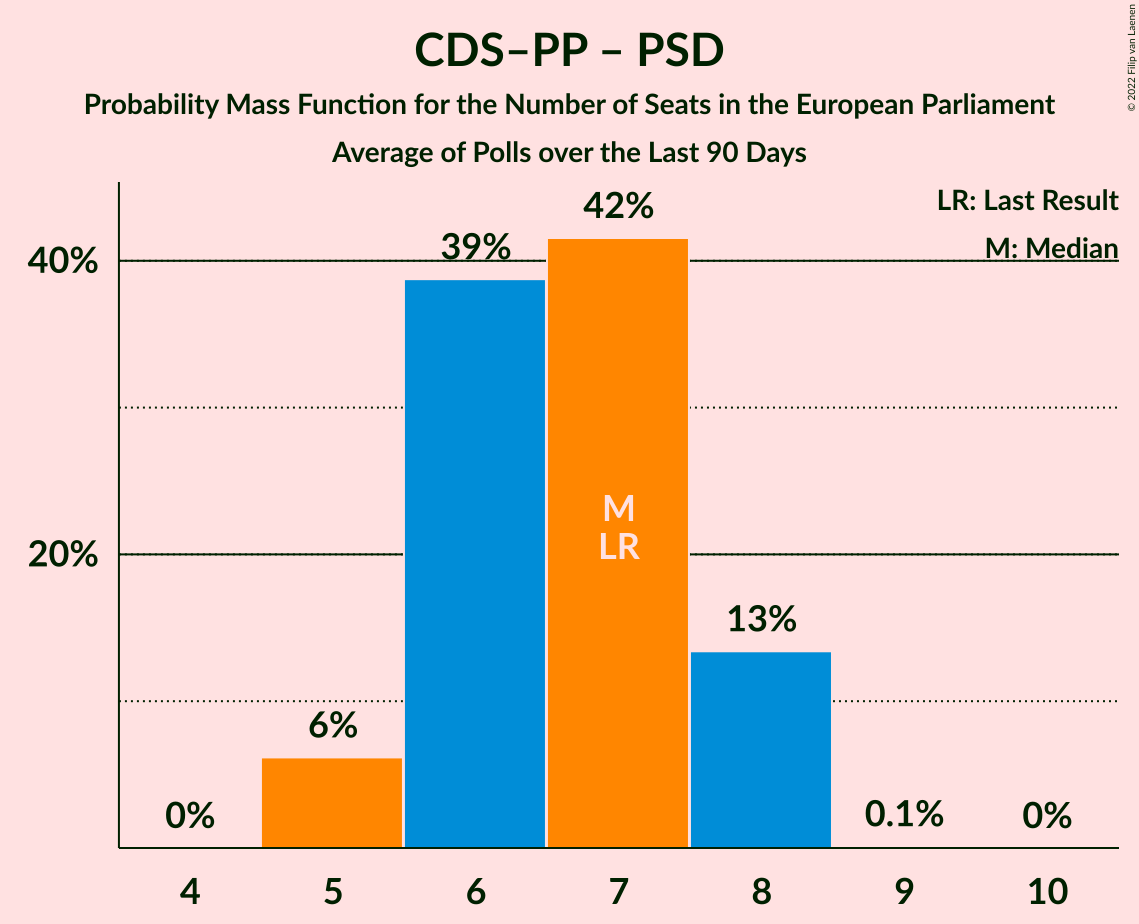 CDS–PP – PSD
Probability Mass Function for the Number of Seats in the European Parliament
Average of Polls over the Last 90 Days
© 2022 Filip van Laenen
LR: Last Result
M: Median
40%
20%
0%
6%
39%
42%
13%
0.1%
0%
M
LR
4 5 6 7 8 9 10